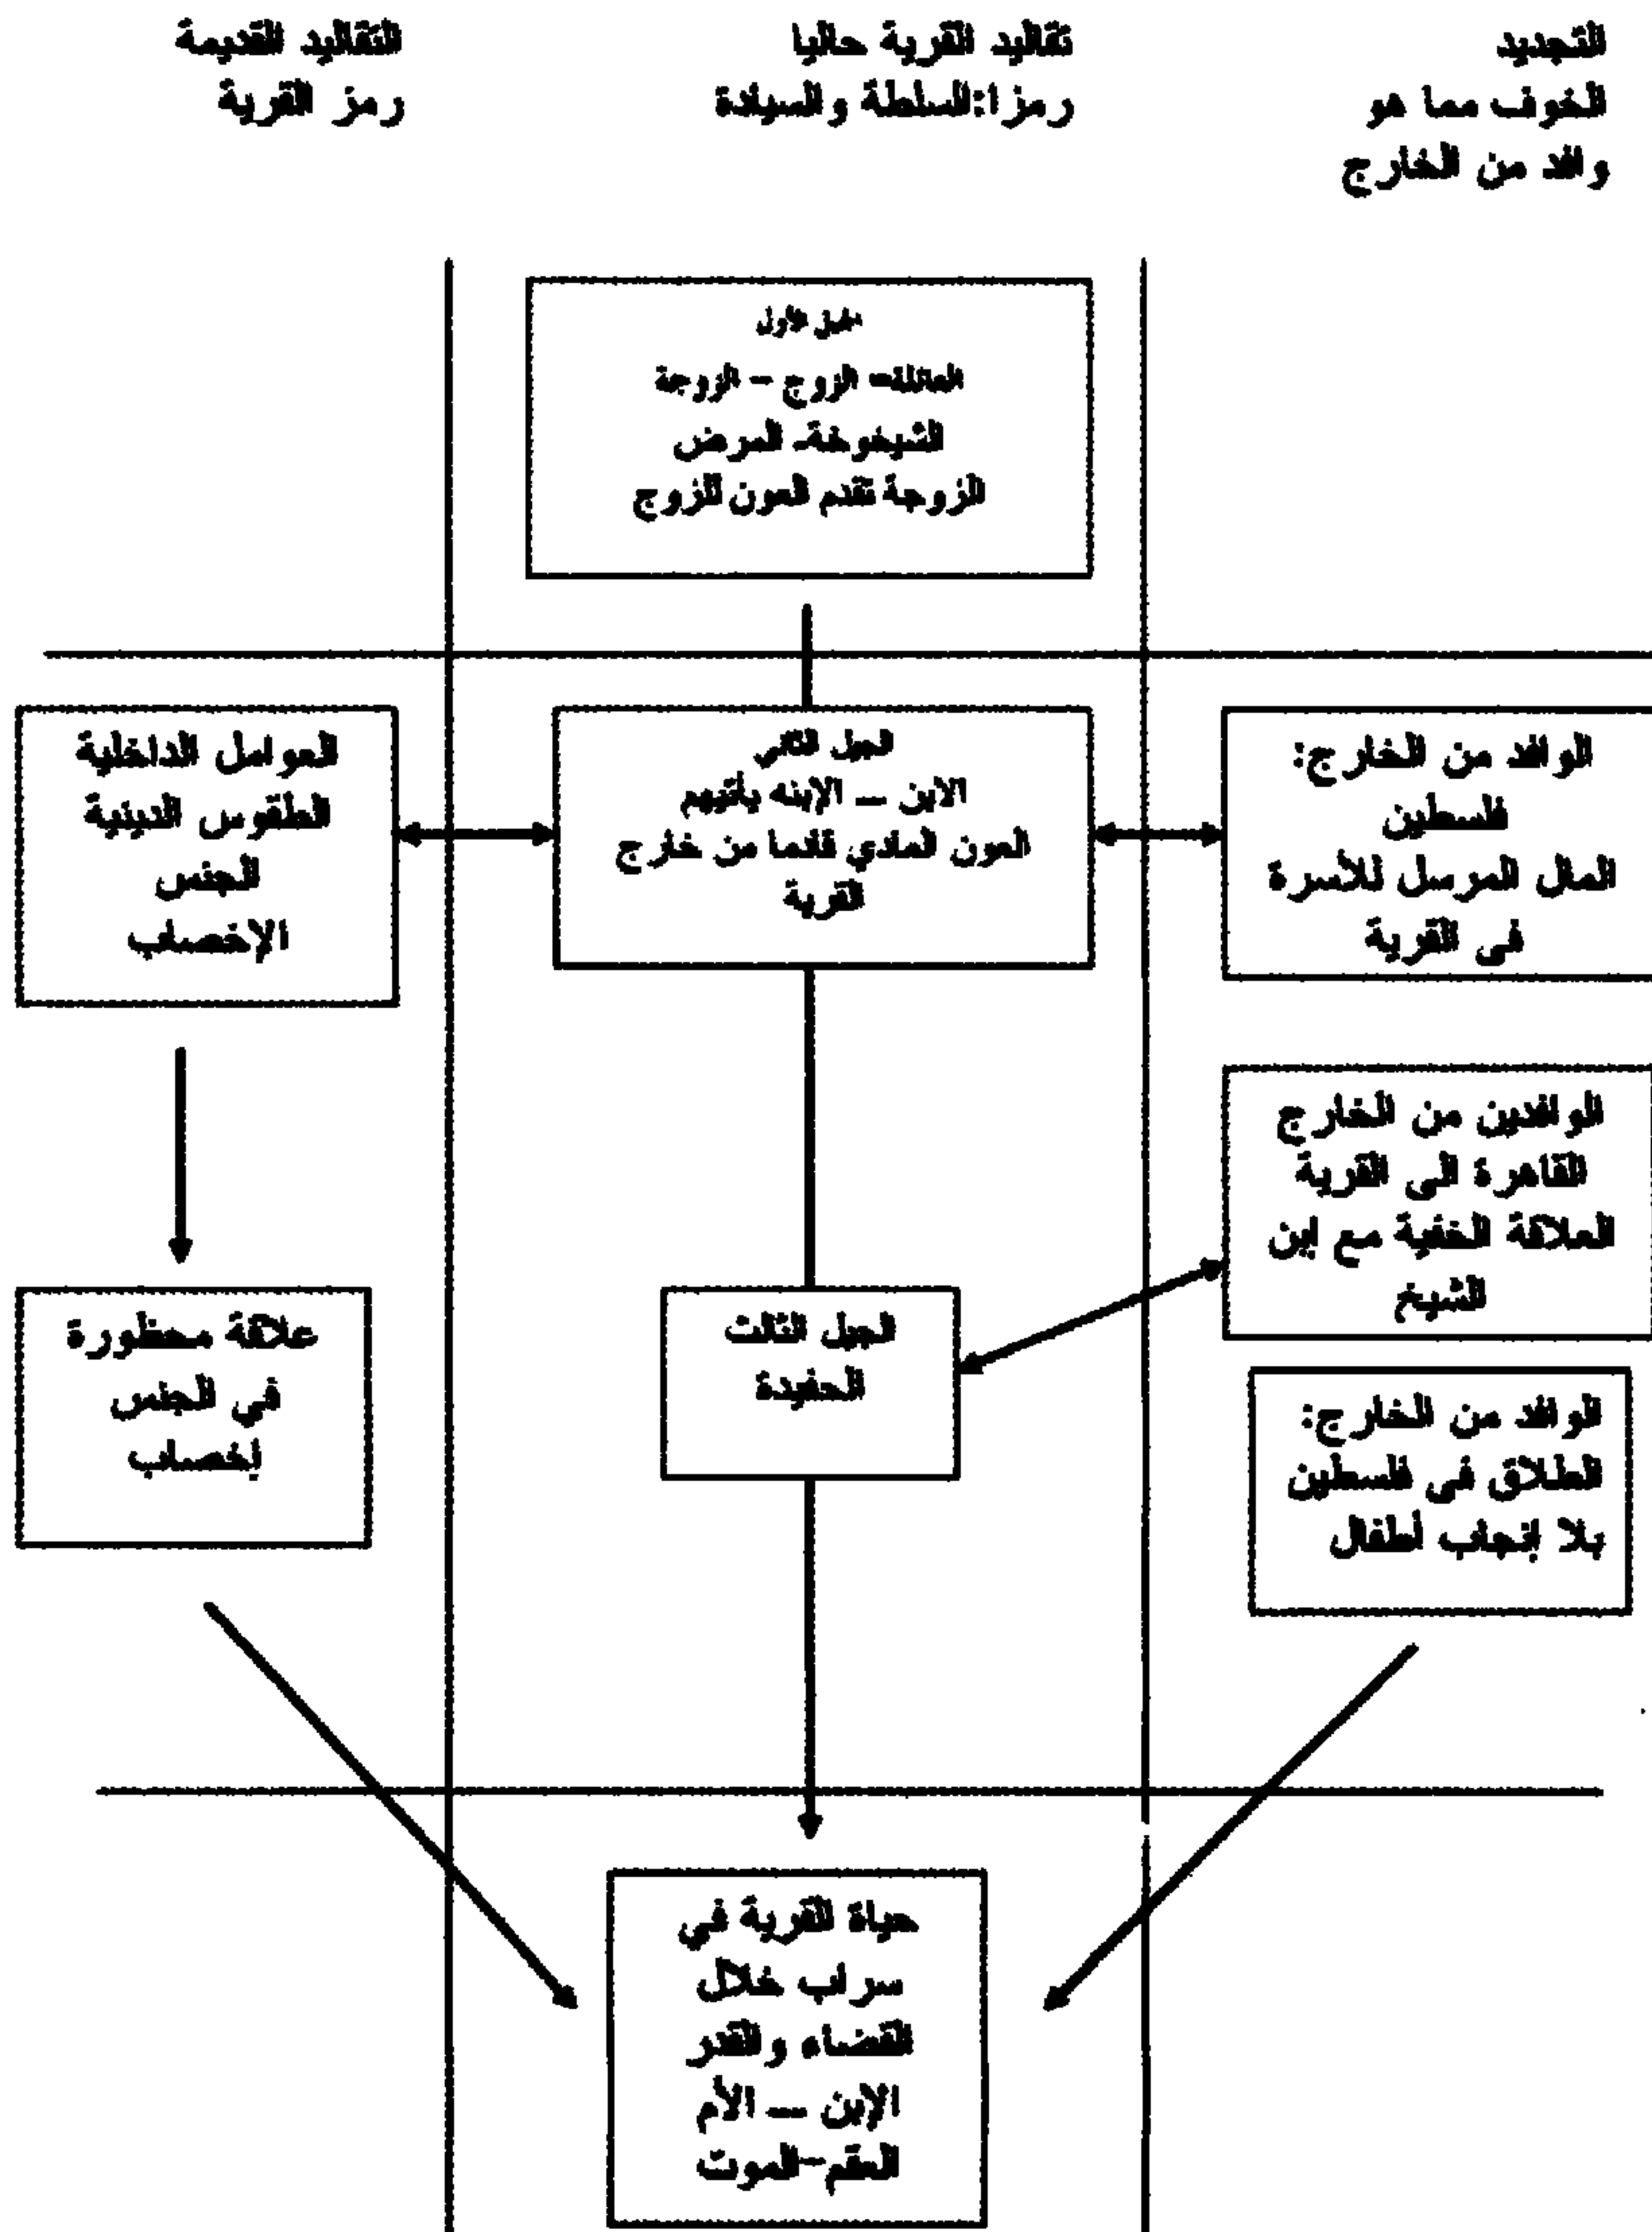 التجديد
الخوف مما هو
وافد من الخارج
تقاليد القرية حاليا
رمزا:السلطة والسيادة
التقاليد القديمة
رمز القرية
العائلة- الزوج – الزوجة
الشيخوخة- المرض
الزوجة تقدم العون للزوج
الوافد من الخارج:
فلسطين
المال المرسل للأسرة
فى القرية
الجيل الثاني
الابن – الإبنه يأتيهم
العون المادي قادما من خارج
القرية
العوامل الداخلية
الطقوس الدينية
الجنس
الإخصاب
الوافدين من الخارج
القاهرة الى القرية
العلاقة الخفية مع ابن
الشيخ
الجيل الثالث
الحفيدة
علاقة محظورة
في الجنس
إخصاب
الوافد من الخارج:
الطلاق فى فلسطين
بلا إنجاب أطفال
حياة القرية في
سراب خلال
القضاء والقدر
الإبن – الأم
العقم-الموت